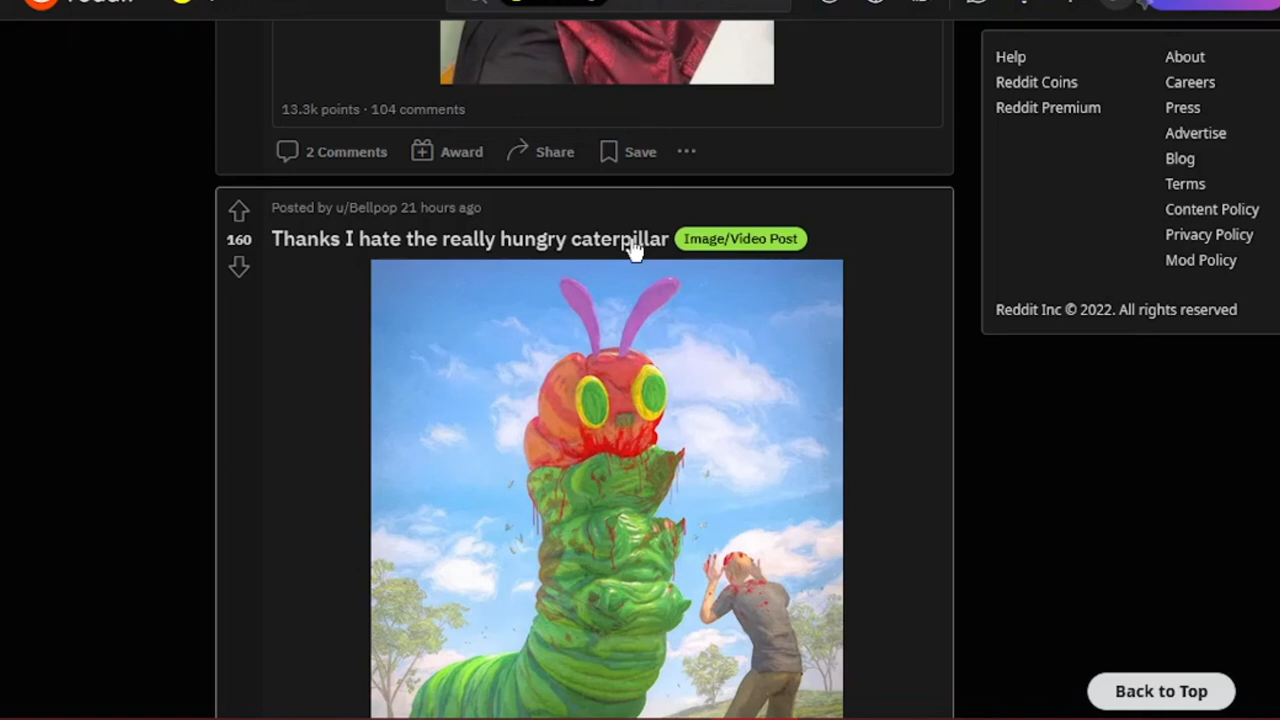 13.3k points · 104 comments
2 Comments Award Share Save
Posted by u/Bellpop 21 hours ago
160
Thanks I hate the really hungry caterpillar Image/Video Post
Help About
Reddit Coins Careers
Reddit Premium Press
Advertise
Blog
Terms
Content Policy
Privacy Policy
Mod Policy
Reddit Inc © 2022. All rights reserved
Back to Top